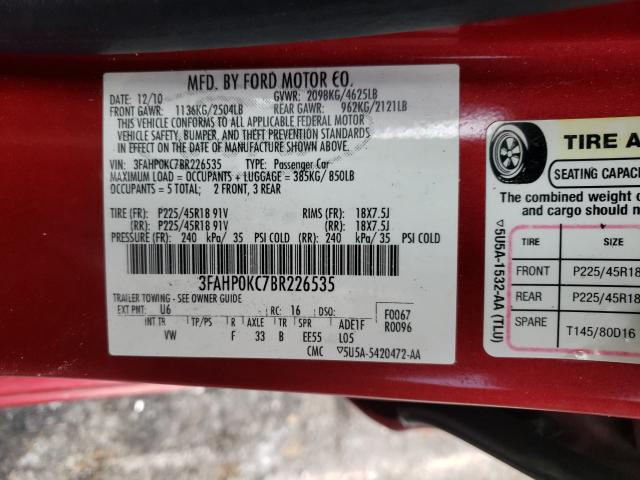 MFD. BY FORD MOTOR CO.
DATE: 12/10 GVWR: 2098KG/4625LB
FRONT GAWR: 1136KG/2504LB REAR GAWR: 962KG/2121LB
THIS VEHICLE CONFORMS TO ALL APPLICABLE FEDERAL MOTOR
VEHICLE SAFETY, BUMPER, AND THEFT PREVENTION STANDARDS
IN EFFECT ON THE DATE OF MANUFACTURE SHOWN ABOVE.
VIN: 3FAHP0KC7BR226535 TYPE: Passenger Car
MAXIMUM LOAD = OCCUPANTS + LUGGAGE = 385KG/ 850LB
OCCUPANTS = 5 TOTAL; 2 FRONT, 3 REAR
TIRE (FR): P225/45R18 91V RIMS (FR): 18X7.5J
(RR): P225/45R18 91V (RR): 18X7.5J
PRESSURE (FR): 240 kPa/ 35 PSI COLD (RR): 240 kPa/ 35 PSI COLD
3FAHP0KC7BR226535
TRAILER TOWING - SEE OWNER GUIDE
EXT PNT: U6 RC: 16 DSO: F0067
R0096
INT TR TP/PS R AXLE TR SPR ADE1F
VW F 33 B EE55 L05
CMC ▽5U5A-5420472-AA
TIRE A
SEATING CAPAC
The combined weight o
and cargo should n
TIRE SIZE
FRONT P225/45R18
REAR P225/45R18
SPARE T145/80D16
▽5U5A-1532-AA (TLU)